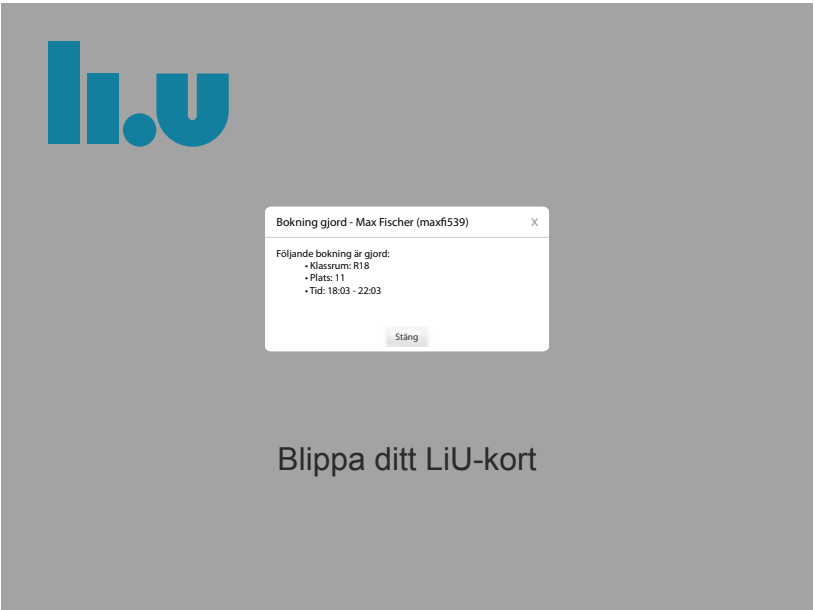 li.u
Bokning gjord - Max Fischer (maxfi539) X
Följande bokning är gjord:
• Klassrum: R18
• Plats: 11
• Tid: 18:03 - 22:03
Stäng
Blippa ditt LiU-kort